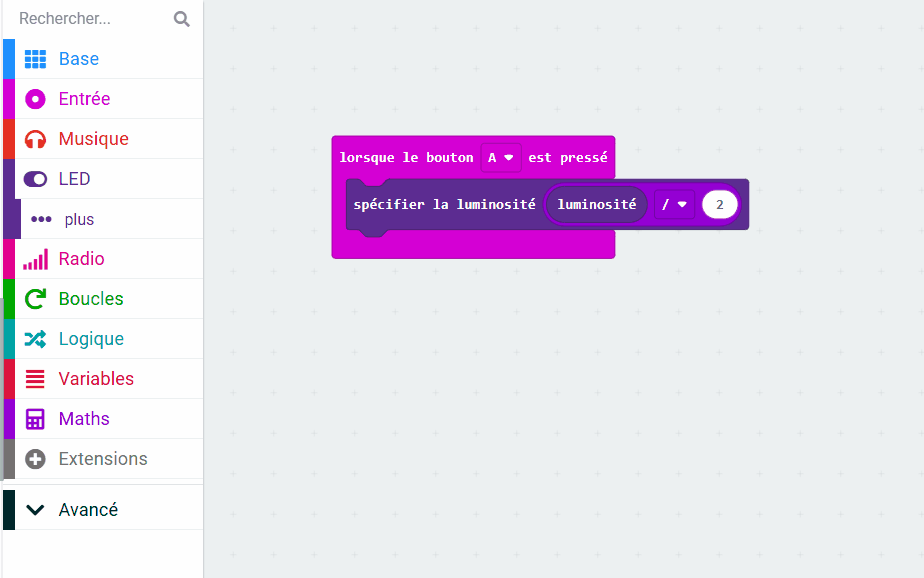 Rechercher...
Base
Entrée
Musique
LED
plus
Radio
Boucles
Logique
Variables
Maths
Extensions
Avancé
lorsque le bouton A est pressé
spécifier la luminosité luminosité / 2